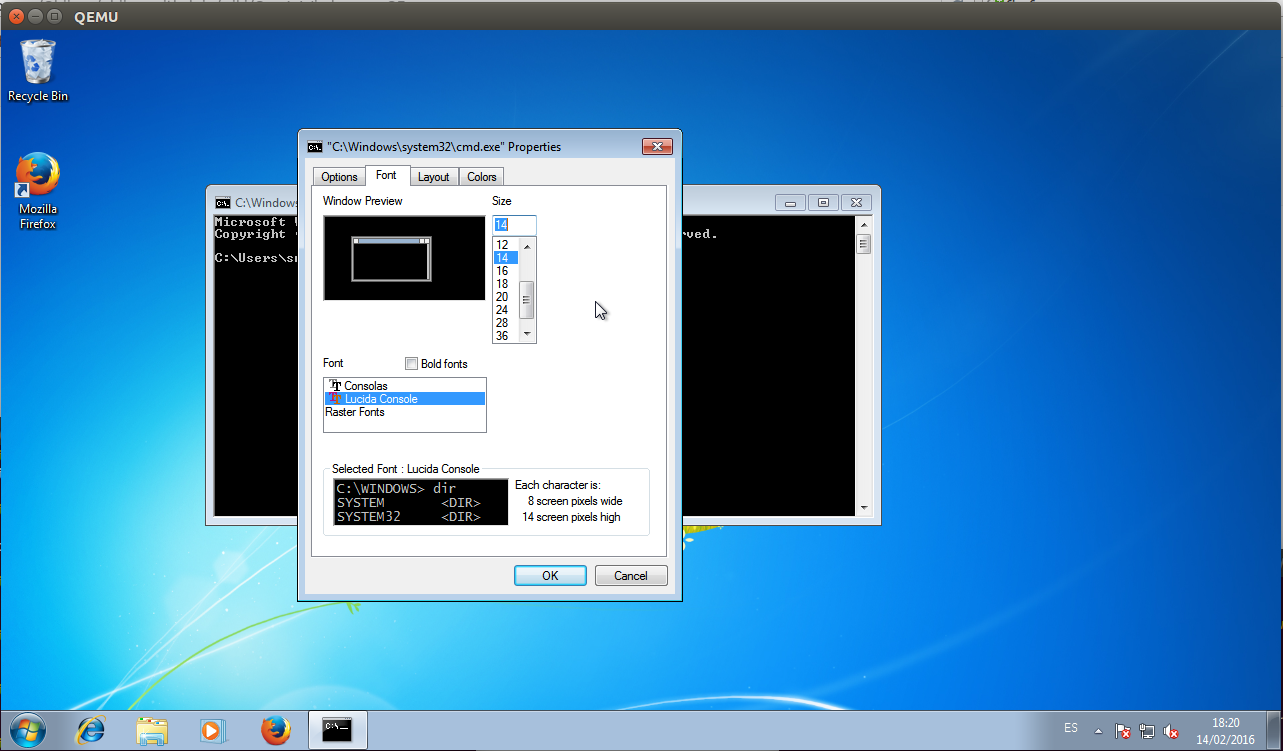 QEMU
Recycle Bin
Mozilla
Firefox
C:\Windows
Microsoft
Copyright
ved.
C:\Users\s
"C:\Windows\system32\cmd.exe" Properties
Options
Font
Layout
Colors
Window Preview
Size
14
12
14
16
18
20
24
28
36
Font
Bold fonts
Consolas
Lucida Console
Raster Fonts
Selected Font : Lucida Console
C:\WINDOWS> dir
SYSTEM <DIR>
SYSTEM32 <DIR>
Each character is:
8 screen pixels wide
14 screen pixels high
OK
Cancel
C:\_
ES
18:20
14/02/2016